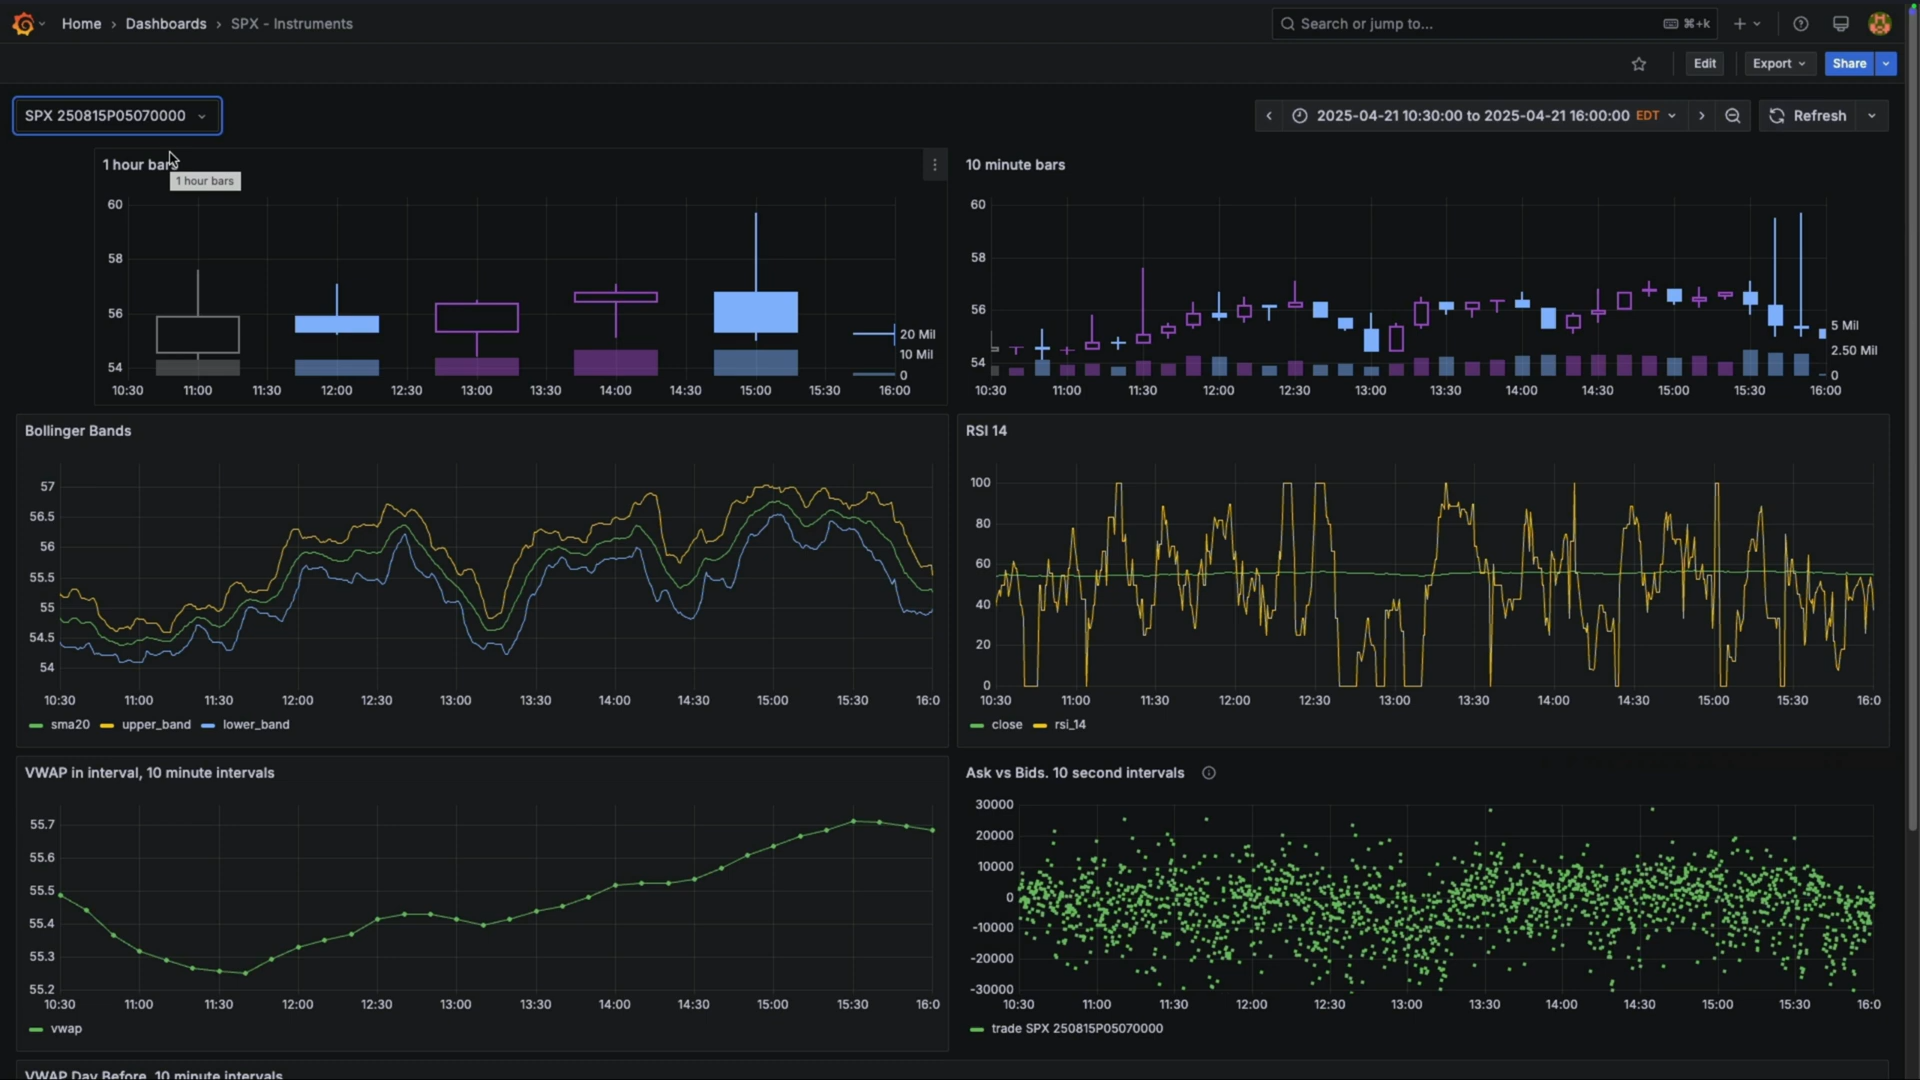 Home › Dashboards › SPX - Instruments
Search or jump to...
⌘+k
Edit
Export
Share
SPX 250815P05070000
2025-04-21 10:30:00 to 2025-04-21 16:00:00 EDT
Refresh
1 hour bars
1 hour bars
60
58
56
54
20 Mil
10 Mil
0
10:30 11:00 11:30 12:00 12:30 13:00 13:30 14:00 14:30 15:00 15:30 16:00
10 minute bars
60
58
56
54
5 Mil
2.50 Mil
0
10:30 11:00 11:30 12:00 12:30 13:00 13:30 14:00 14:30 15:00 15:30 16:00
Bollinger Bands
57
56.5
56
55.5
55
54.5
54
10:30 11:00 11:30 12:00 12:30 13:00 13:30 14:00 14:30 15:00 15:30 16:0
sma20 upper_band lower_band
RSI 14
100
80
60
40
20
0
10:30 11:00 11:30 12:00 12:30 13:00 13:30 14:00 14:30 15:00 15:30 16:0
close rsi_14
VWAP in interval, 10 minute intervals
55.7
55.6
55.5
55.4
55.3
55.2
10:30 11:00 11:30 12:00 12:30 13:00 13:30 14:00 14:30 15:00 15:30 16:0
vwap
Ask vs Bids. 10 second intervals
30000
20000
10000
0
-10000
-20000
-30000
10:30 11:00 11:30 12:00 12:30 13:00 13:30 14:00 14:30 15:00 15:30 16:0
trade SPX 250815P05070000
VWAP Day Before, 10 minute intervals